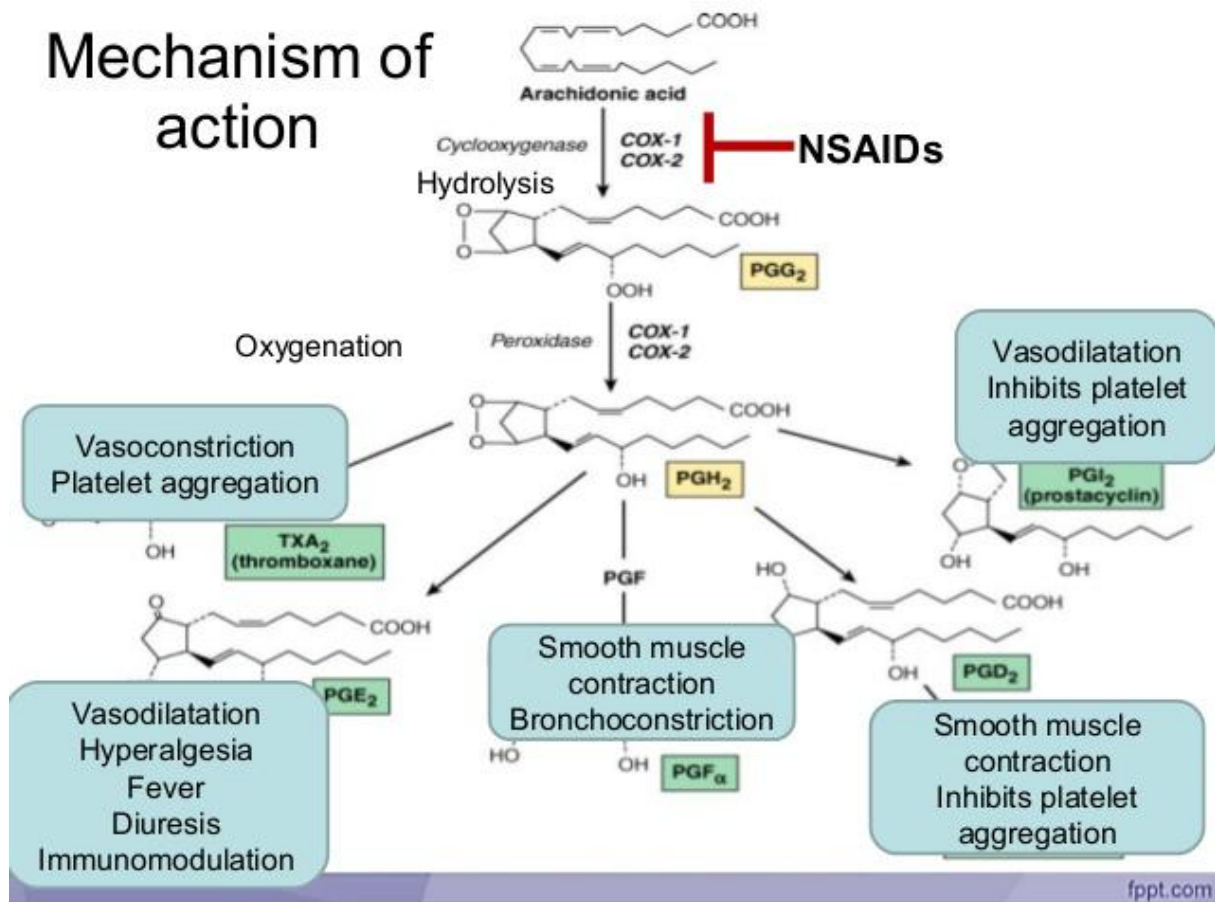 Mechanism of
action
COOH
Arachidonic acid
Cyclooxygenase
COX-1
COX-2
NSAIDs
Hydrolysis
O
O
COOH
PGG2
OOH
Oxygenation
Peroxidase
COX-1
COX-2
O
O
COOH
PGH2
OH
Vasoconstriction
Platelet aggregation
OH
TXA2
(thromboxane)
Vasodilatation
Inhibits platelet
aggregation
O
PGI2
(prostacyclin)
OH
OH
O
COOH
PGE2
Vasodilatation
Hyperalgesia
Fever
Diuresis
Immunomodulation
PGF
Smooth muscle
contraction
Bronchoconstriction
HO
OH
PGFα
HO
COOH
OH
PGD2
Smooth muscle
contraction
Inhibits platelet
aggregation
fppt.com